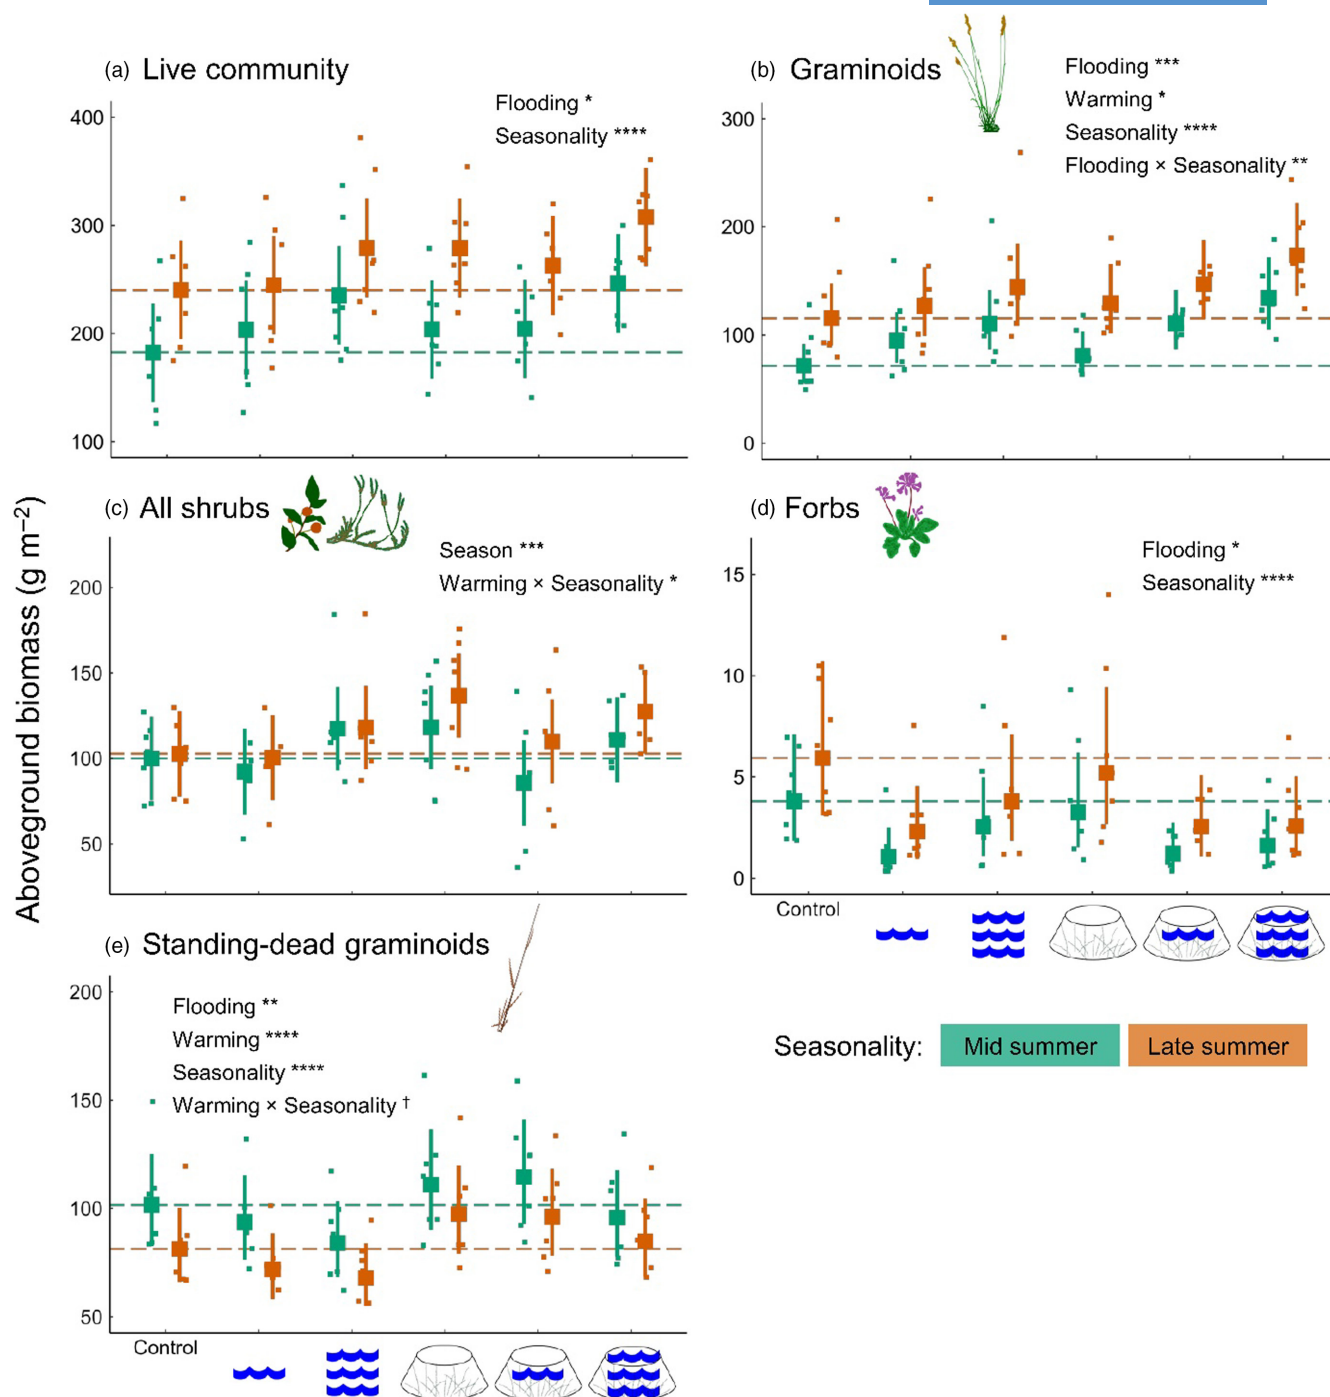 (a) Live community
Flooding *
Seasonality ****
400
300
200
100
(b) Graminoids
Flooding ***
Warming *
Seasonality ****
Flooding × Seasonality **
300
200
100
0
Aboveground biomass (g m−2)
(c) All shrubs
Season ***
Warming × Seasonality *
200
150
100
50
(d) Forbs
Flooding *
Seasonality ****
15
10
5
0
Control
(e) Standing-dead graminoids
Flooding **
Warming ****
Seasonality ****
Warming × Seasonality †
200
150
100
50
Control
Seasonality: Mid summer Late summer